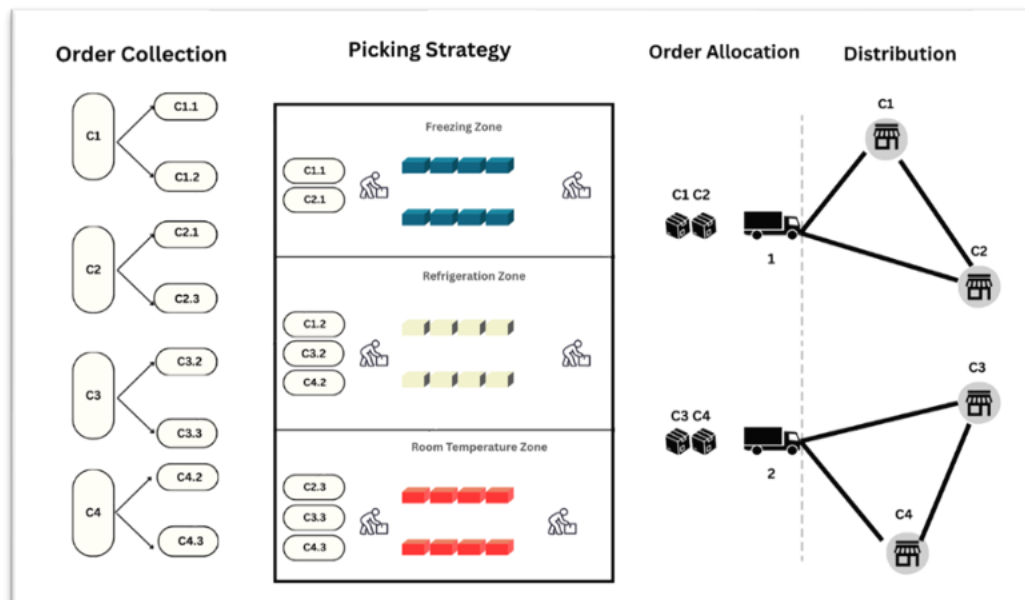 Order Collection
Picking Strategy
Order Allocation
Distribution
C1
C1.1
C1.2
C2
C2.1
C2.3
C3
C3.2
C3.3
C4
C4.2
C4.3
Freezing Zone
C1.1
C2.1
Refrigeration Zone
C1.2
C3.2
C4.2
Room Temperature Zone
C2.3
C3.3
C4.3
C1 C2
1
C3 C4
2
C1
C2
C3
C4